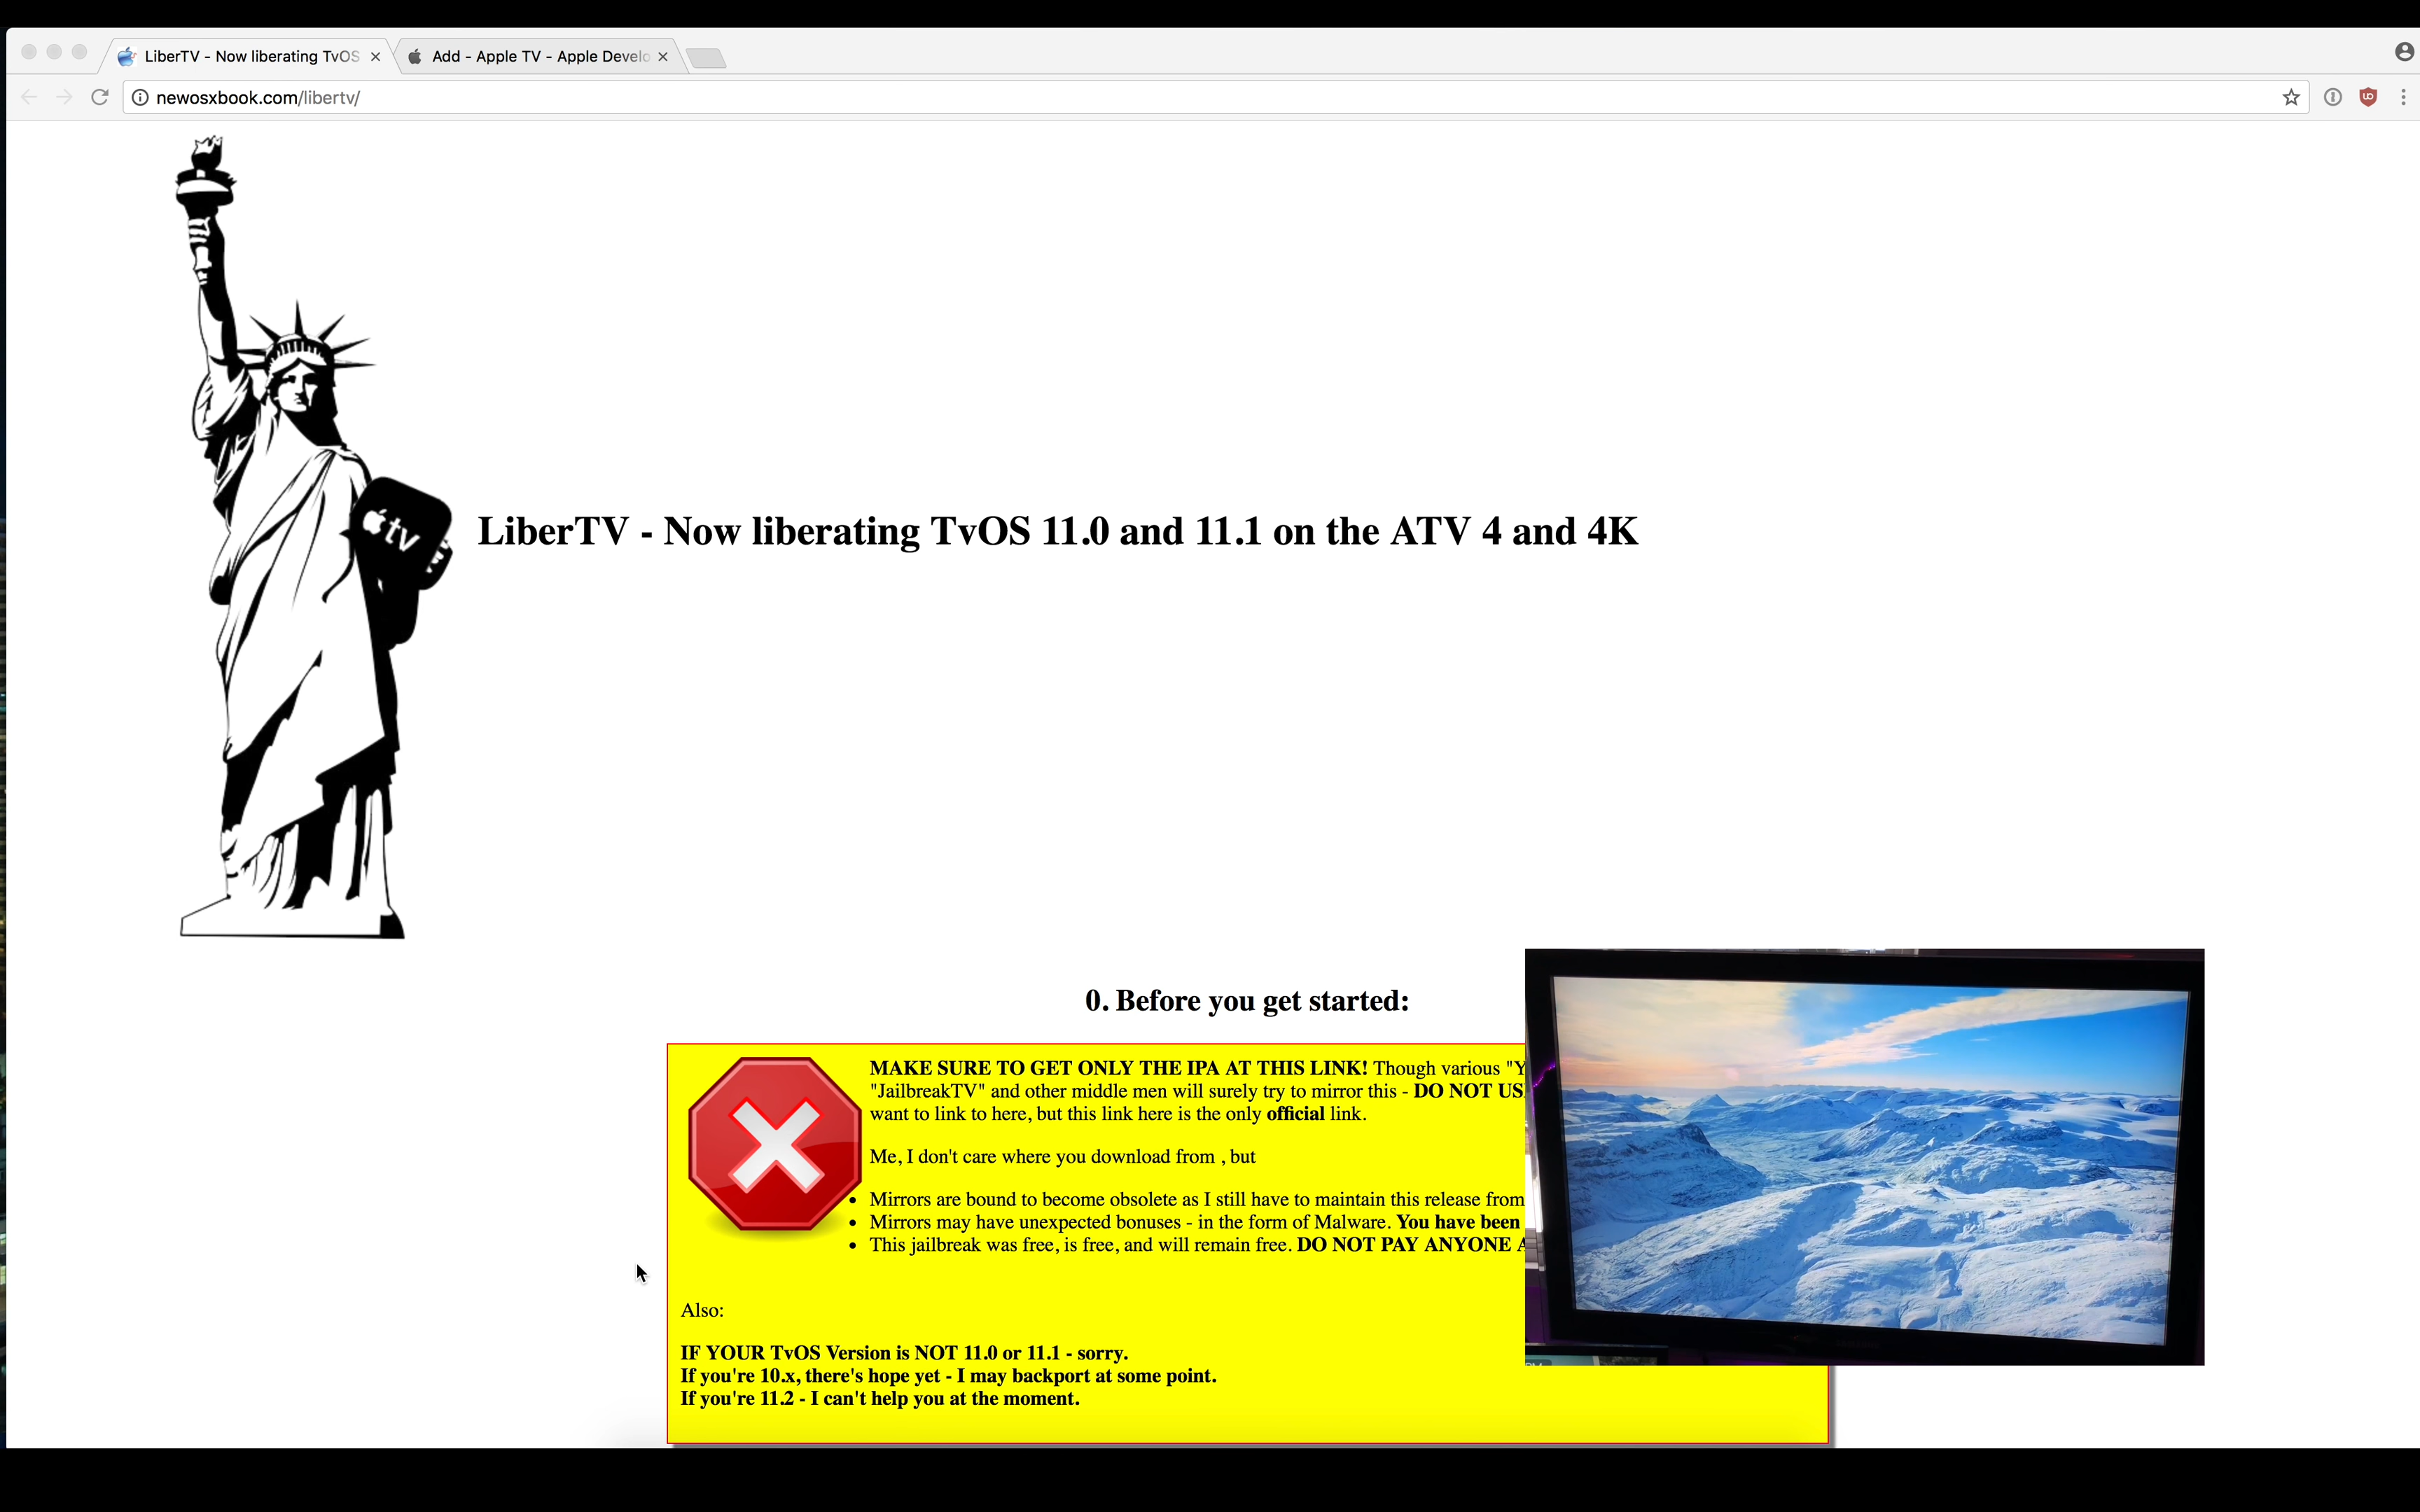 LiberTV - Now liberating TvOS
Add - Apple TV - Apple Develo
newosxbook.com/libertv/
tv
LiberTV - Now liberating TvOS 11.0 and 11.1 on the ATV 4 and 4K
0. Before you get started:
MAKE SURE TO GET ONLY THE IPA AT THIS LINK! Though various "Y
"JailbreakTV" and other middle men will surely try to mirror this - DO NOT US
want to link to here, but this link here is the only official link.
Me, I don't care where you download from , but
• Mirrors are bound to become obsolete as I still have to maintain this release from
• Mirrors may have unexpected bonuses - in the form of Malware. You have been
• This jailbreak was free, is free, and will remain free. DO NOT PAY ANYONE A
Also:
IF YOUR TvOS Version is NOT 11.0 or 11.1 - sorry.
If you're 10.x, there's hope yet - I may backport at some point.
If you're 11.2 - I can't help you at the moment.